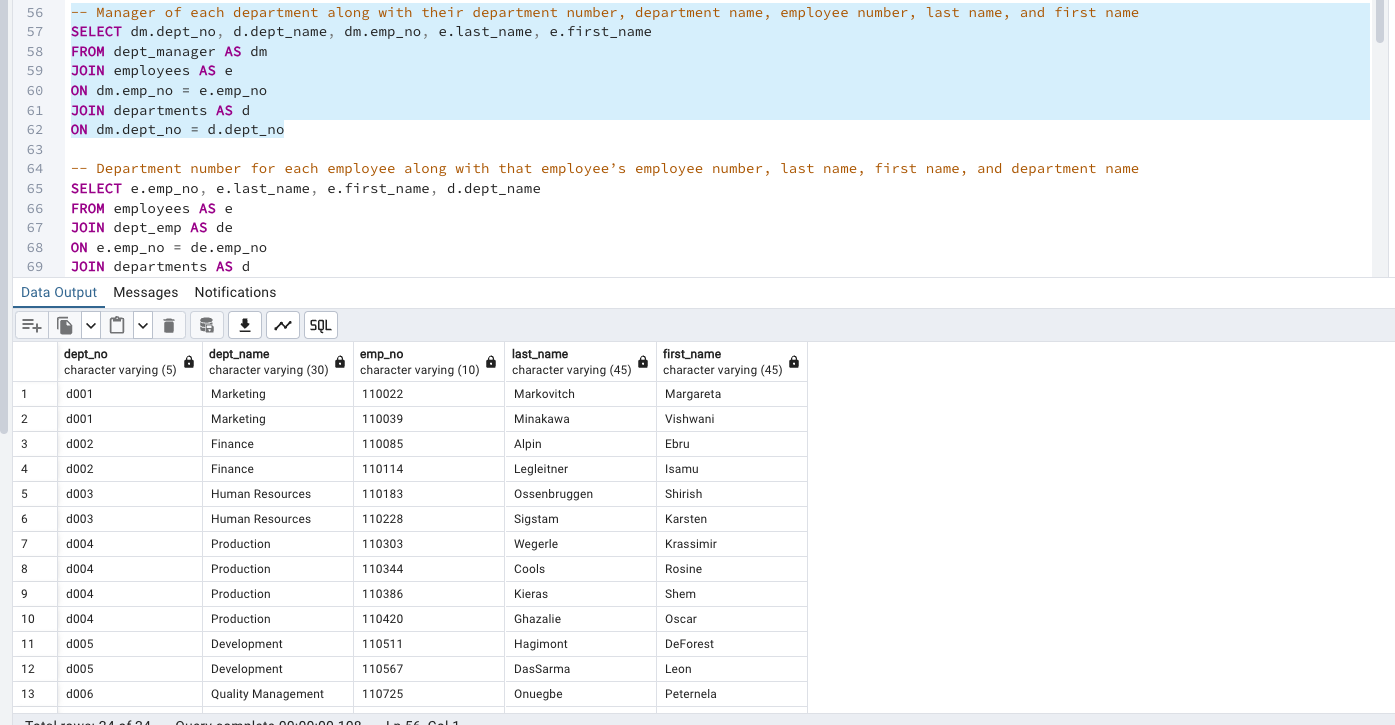 56 -- Manager of each department along with their department number, department name, employee number, last name, and first name
57 SELECT dm.dept_no, d.dept_name, dm.emp_no, e.last_name, e.first_name
58 FROM dept_manager AS dm
59 JOIN employees AS e
60 ON dm.emp_no = e.emp_no
61 JOIN departments AS d
62 ON dm.dept_no = d.dept_no
63
64 -- Department number for each employee along with that employee’s employee number, last name, first name, and department name
65 SELECT e.emp_no, e.last_name, e.first_name, d.dept_name
66 FROM employees AS e
67 JOIN dept_emp AS de
68 ON e.emp_no = de.emp_no
69 JOIN departments AS d
Data Output Messages Notifications
SQL
dept_no dept_name emp_no last_name first_name
character varying (5) character varying (30) character varying (10) character varying (45) character varying (45)
1 d001 Marketing 110022 Markovitch Margareta
2 d001 Marketing 110039 Minakawa Vishwani
3 d002 Finance 110085 Alpin Ebru
4 d002 Finance 110114 Legleitner Isamu
5 d003 Human Resources 110183 Ossenbruggen Shirish
6 d003 Human Resources 110228 Sigstam Karsten
7 d004 Production 110303 Wegerle Krassimir
8 d004 Production 110344 Cools Rosine
9 d004 Production 110386 Kieras Shem
10 d004 Production 110420 Ghazalie Oscar
11 d005 Development 110511 Hagimont DeForest
12 d005 Development 110567 DasSarma Leon
13 d006 Quality Management 110725 Onuegbe Peternela
Total rows: 24 of 24 Query complete 00:00:00.108 Ln 56, Col 1